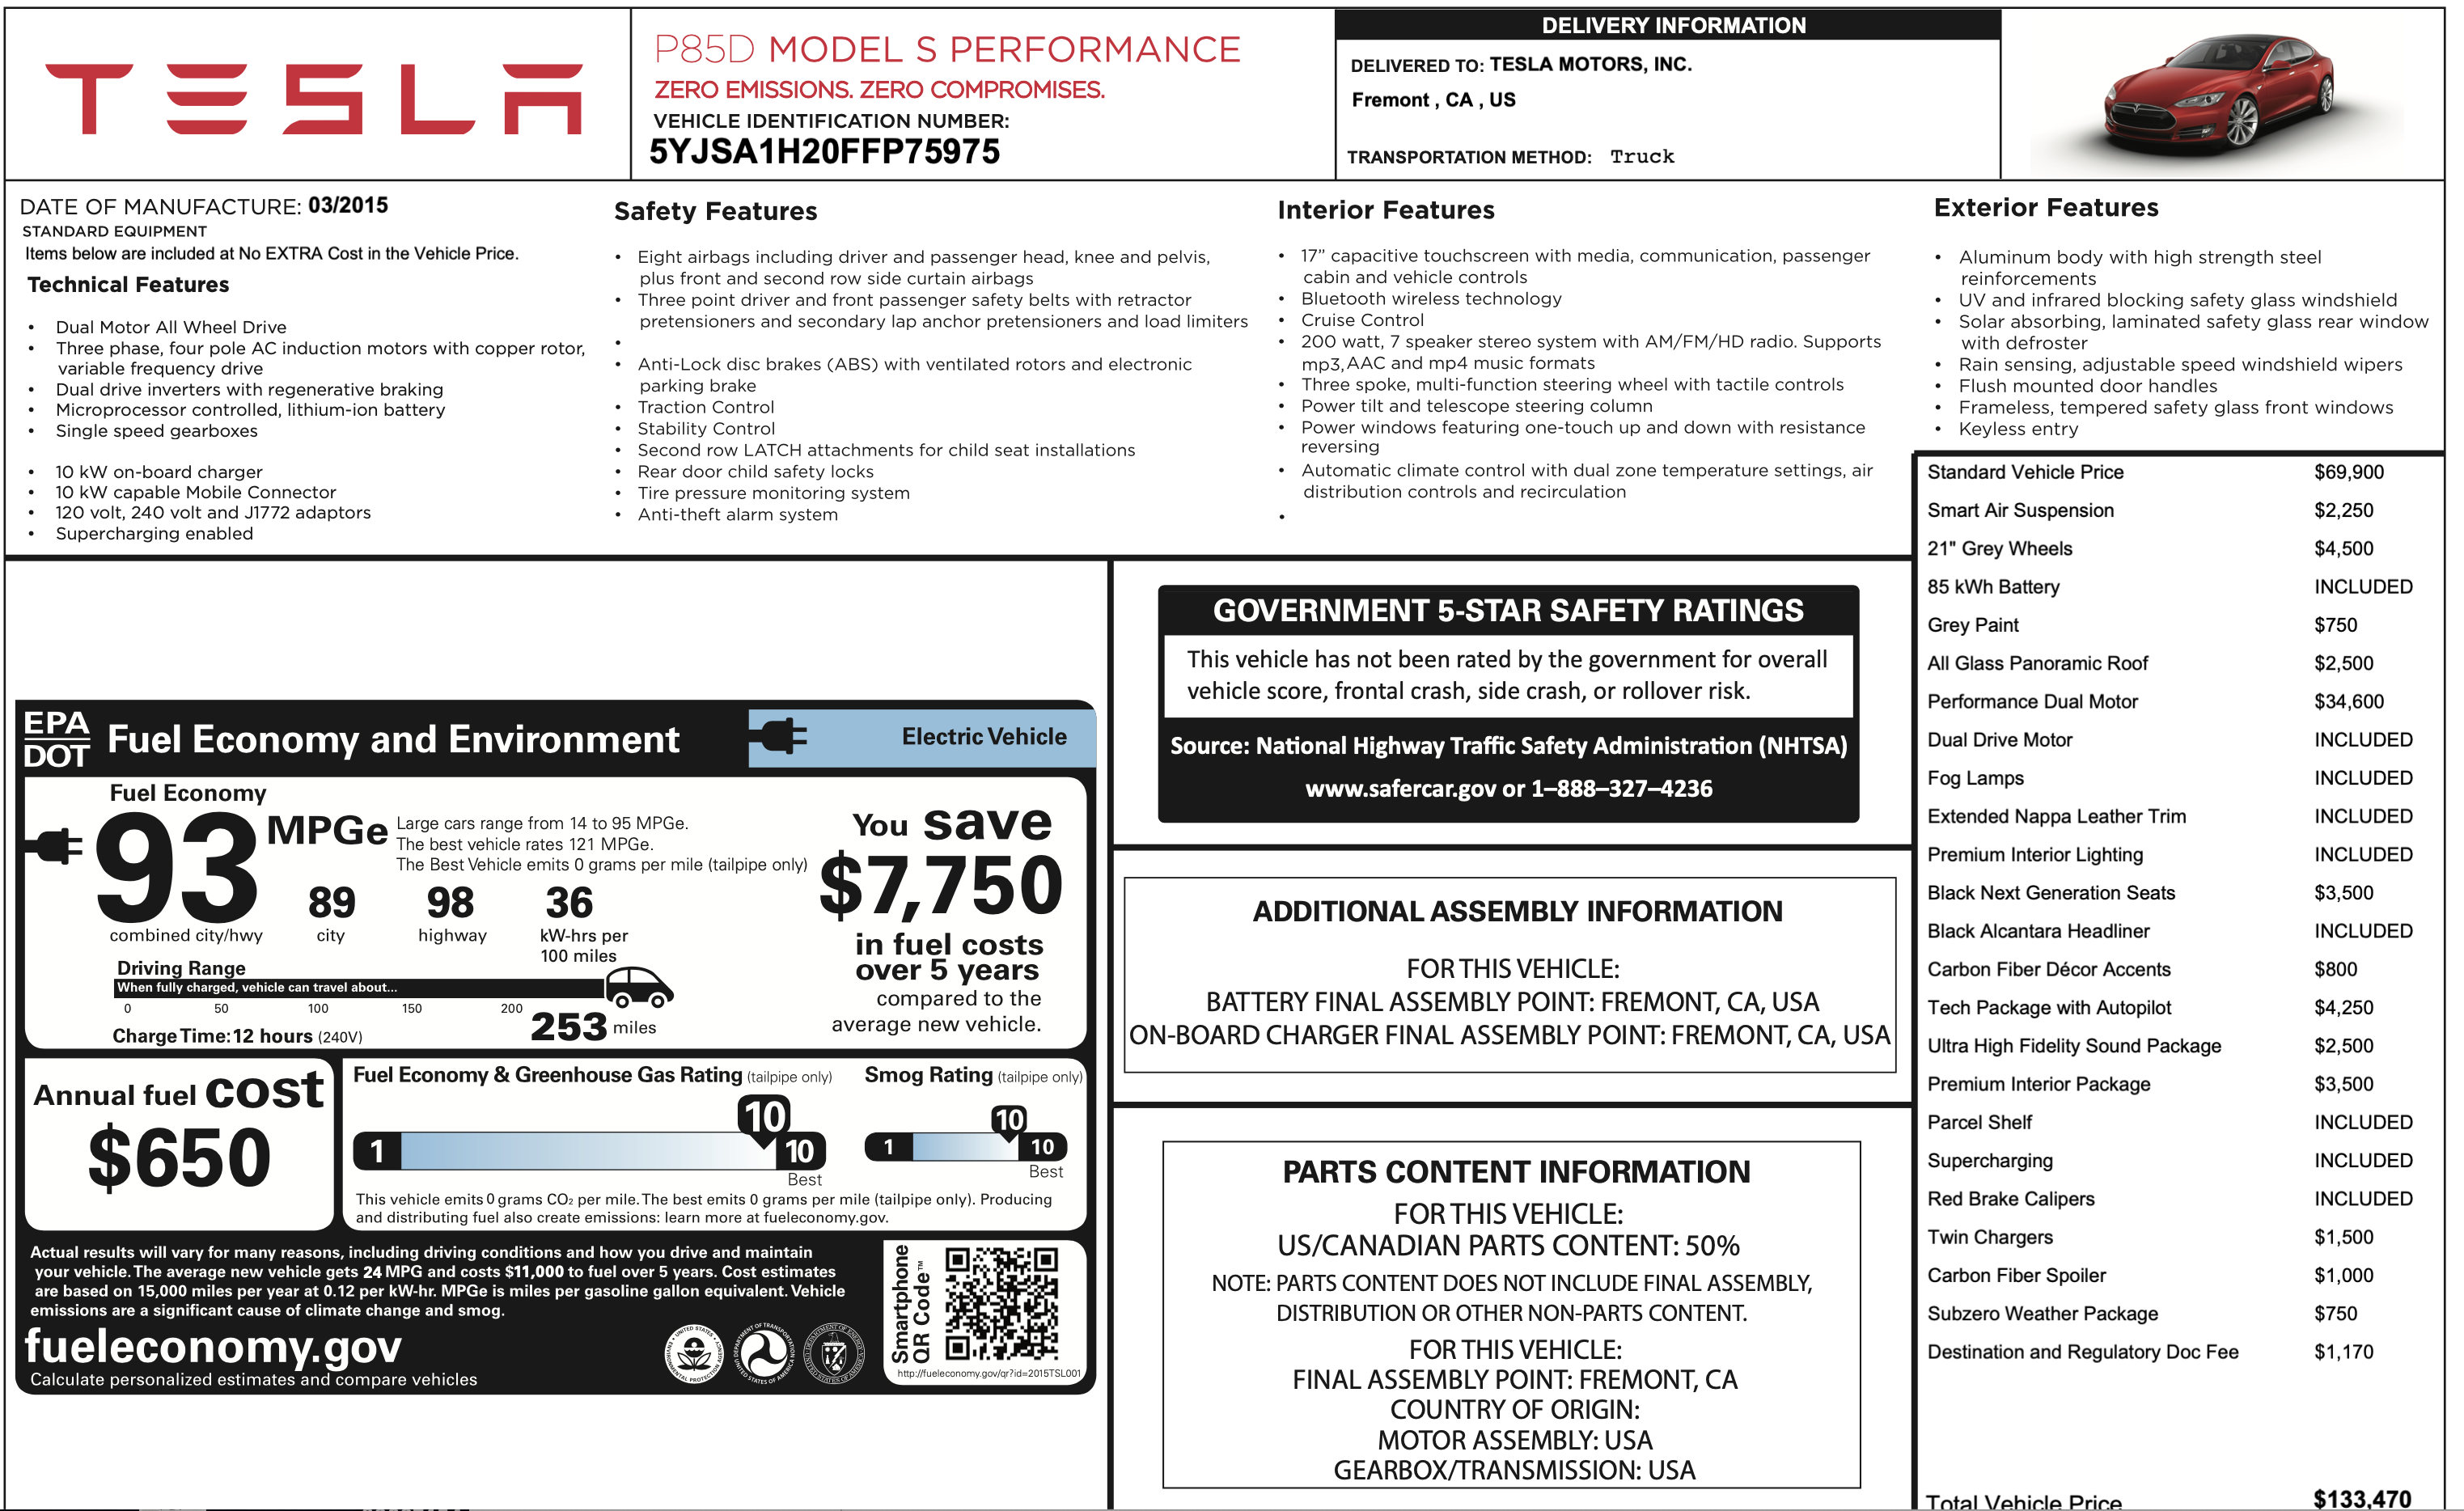 TESLA
P85D MODEL S PERFORMANCE
ZERO EMISSIONS. ZERO COMPROMISES.
VEHICLE IDENTIFICATION NUMBER:
5YJSA1H20FFP75975
DELIVERY INFORMATION
DELIVERED TO: TESLA MOTORS, INC.
Fremont , CA , US
TRANSPORTATION METHOD: Truck
DATE OF MANUFACTURE: 03/2015
STANDARD EQUIPMENT
Items below are included at No EXTRA Cost in the Vehicle Price.
Technical Features
• Dual Motor All Wheel Drive
• Three phase, four pole AC induction motors with copper rotor,
variable frequency drive
• Dual drive inverters with regenerative braking
• Microprocessor controlled, lithium-ion battery
• Single speed gearboxes
• 10 kW on-board charger
• 10 kW capable Mobile Connector
• 120 volt, 240 volt and J1772 adaptors
• Supercharging enabled
Safety Features
• Eight airbags including driver and passenger head, knee and pelvis,
plus front and second row side curtain airbags
• Three point driver and front passenger safety belts with retractor
pretensioners and secondary lap anchor pretensioners and load limiters
•
• Anti-Lock disc brakes (ABS) with ventilated rotors and electronic
parking brake
• Traction Control
• Stability Control
• Second row LATCH attachments for child seat installations
• Rear door child safety locks
• Tire pressure monitoring system
• Anti-theft alarm system
Interior Features
• 17” capacitive touchscreen with media, communication, passenger
cabin and vehicle controls
• Bluetooth wireless technology
• Cruise Control
• 200 watt, 7 speaker stereo system with AM/FM/HD radio. Supports
mp3, AAC and mp4 music formats
• Three spoke, multi-function steering wheel with tactile controls
• Power tilt and telescope steering column
• Power windows featuring one-touch up and down with resistance
reversing
• Automatic climate control with dual zone temperature settings, air
distribution controls and recirculation
•
Exterior Features
• Aluminum body with high strength steel
reinforcements
• UV and infrared blocking safety glass windshield
• Solar absorbing, laminated safety glass rear window
with defroster
• Rain sensing, adjustable speed windshield wipers
• Flush mounted door handles
• Frameless, tempered safety glass front windows
• Keyless entry
EPA
DOT
Fuel Economy and Environment
Electric Vehicle
Fuel Economy
93 MPGe
combined city/hwy
Large cars range from 14 to 95 MPGe.
The best vehicle rates 121 MPGe.
The Best Vehicle emits 0 grams per mile (tailpipe only)
89
city
98
highway
36
kW-hrs per
100 miles
You save
$7,750
in fuel costs
over 5 years
compared to the
average new vehicle.
Driving Range
When fully charged, vehicle can travel about...
0 50 100 150 200
253 miles
Charge Time: 12 hours (240V)
Annual fuel cost
$650
Fuel Economy & Greenhouse Gas Rating (tailpipe only)
10
1 10
Best
Smog Rating (tailpipe only)
10
1 10
Best
This vehicle emits 0 grams CO₂ per mile. The best emits 0 grams per mile (tailpipe only). Producing
and distributing fuel also create emissions: learn more at fueleconomy.gov.
Actual results will vary for many reasons, including driving conditions and how you drive and maintain
your vehicle. The average new vehicle gets 24 MPG and costs $11,000 to fuel over 5 years. Cost estimates
are based on 15,000 miles per year at 0.12 per kW-hr. MPGe is miles per gasoline gallon equivalent. Vehicle
emissions are a significant cause of climate change and smog.
fueleconomy.gov
Calculate personalized estimates and compare vehicles
Smartphone
QR Code™
http://fueleconomy.gov/qr?id=2015TSL001
GOVERNMENT 5-STAR SAFETY RATINGS
This vehicle has not been rated by the government for overall
vehicle score, frontal crash, side crash, or rollover risk.
Source: National Highway Traffic Safety Administration (NHTSA)
www.safercar.gov or 1–888–327–4236
ADDITIONAL ASSEMBLY INFORMATION
FOR THIS VEHICLE:
BATTERY FINAL ASSEMBLY POINT: FREMONT, CA, USA
ON-BOARD CHARGER FINAL ASSEMBLY POINT: FREMONT, CA, USA
PARTS CONTENT INFORMATION
FOR THIS VEHICLE:
US/CANADIAN PARTS CONTENT: 50%
NOTE: PARTS CONTENT DOES NOT INCLUDE FINAL ASSEMBLY,
DISTRIBUTION OR OTHER NON-PARTS CONTENT.
FOR THIS VEHICLE:
FINAL ASSEMBLY POINT: FREMONT, CA
COUNTRY OF ORIGIN:
MOTOR ASSEMBLY: USA
GEARBOX/TRANSMISSION: USA
Standard Vehicle Price $69,900
Smart Air Suspension $2,250
21" Grey Wheels $4,500
85 kWh Battery INCLUDED
Grey Paint $750
All Glass Panoramic Roof $2,500
Performance Dual Motor $34,600
Dual Drive Motor INCLUDED
Fog Lamps INCLUDED
Extended Nappa Leather Trim INCLUDED
Premium Interior Lighting INCLUDED
Black Next Generation Seats $3,500
Black Alcantara Headliner INCLUDED
Carbon Fiber Décor Accents $800
Tech Package with Autopilot $4,250
Ultra High Fidelity Sound Package $2,500
Premium Interior Package $3,500
Parcel Shelf INCLUDED
Supercharging INCLUDED
Red Brake Calipers INCLUDED
Twin Chargers $1,500
Carbon Fiber Spoiler $1,000
Subzero Weather Package $750
Destination and Regulatory Doc Fee $1,170
Total Vehicle Price $133,470